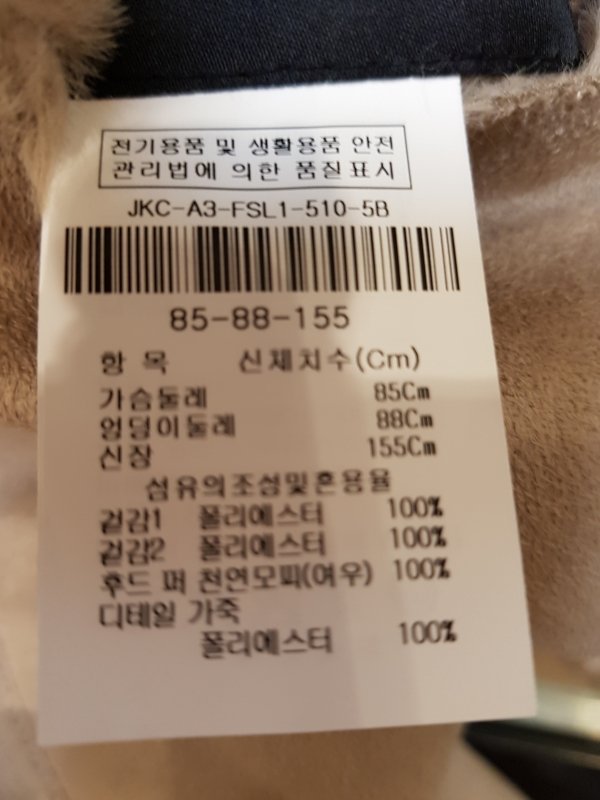 전기용품 및 생활용품 안전
관리법에 의한 품질표시
JKC-A3-FSL1-510-5B
85-88-155
항 목 신체치수(Cm)
가슴둘레 85Cm
엉덩이둘레 88Cm
신장 155Cm
섬유의조성및혼용율
겉감1 폴리에스터 100%
겉감2 폴리에스터 100%
후드 퍼 천연모피(여우) 100%
디테일 가죽
폴리에스터 100%